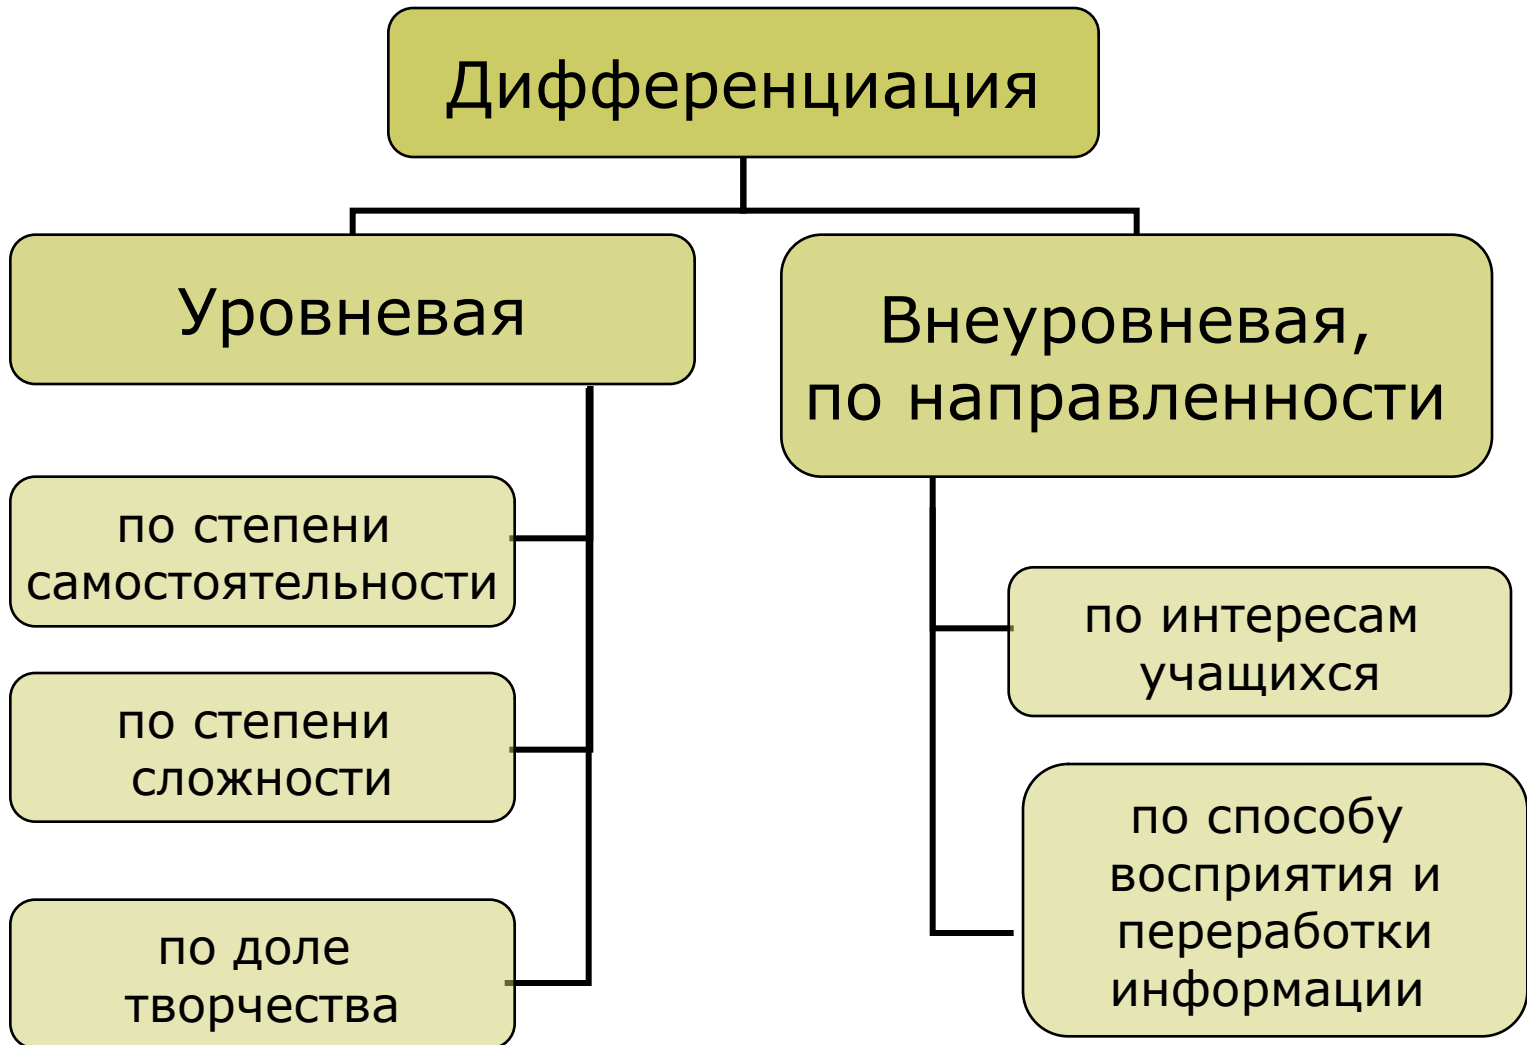 Дифференциация
Уровневая
Внеуровневая,
по направленности
по степени
самостоятельности
по степени
сложности
по доле
творчества
по интересам
учащихся
по способу
восприятия и
переработки
информации